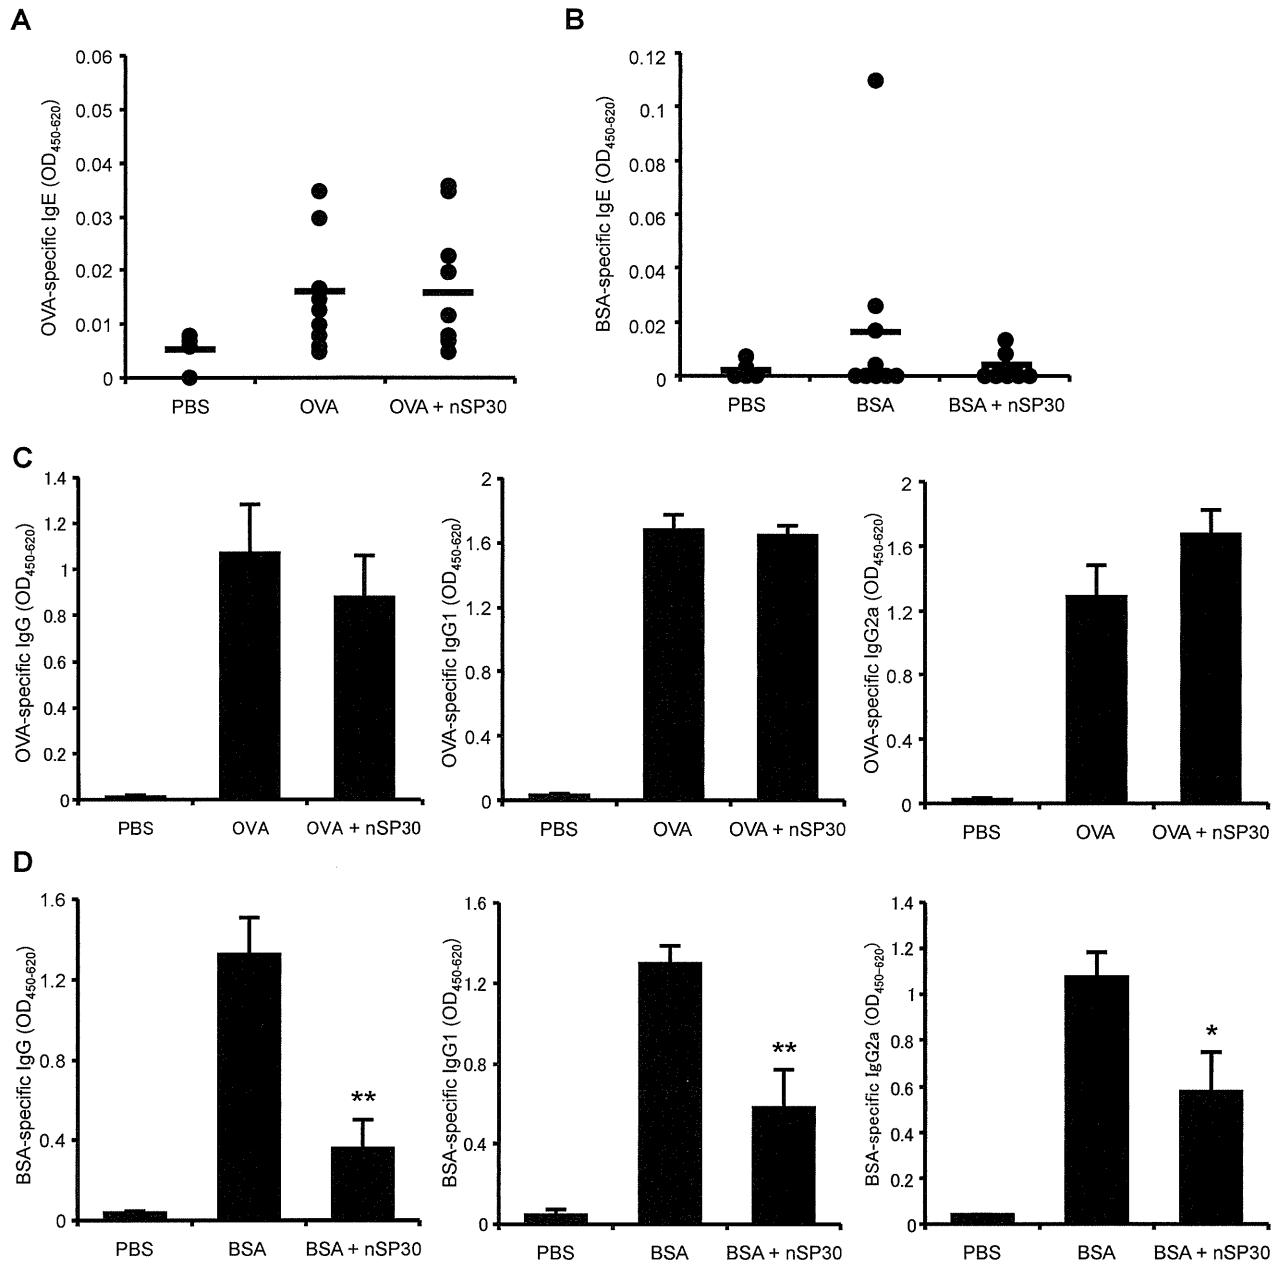 A
OVA-specific IgE (OD450-620)
0.06
0.05
0.04
0.03
0.02
0.01
0
PBS
OVA
OVA + nSP30
B
BSA-specific IgE (OD450-620)
0.12
0.1
0.08
0.06
0.04
0.02
0
PBS
BSA
BSA + nSP30
C
OVA-specific IgG (OD450-620)
1.4
1.2
1
0.8
0.6
0.4
0.2
0
PBS
OVA
OVA + nSP30
OVA-specific IgG1 (OD450-620)
2
1.6
1.2
0.8
0.4
0
PBS
OVA
OVA + nSP30
OVA-specific IgG2a (OD450-620)
2
1.6
1.2
0.8
0.4
0
PBS
OVA
OVA + nSP30
D
BSA-specific IgG (OD450-620)
1.6
1.2
0.8
0.4
0
**
PBS
BSA
BSA + nSP30
BSA-specific IgG1 (OD450-620)
1.6
1.2
0.8
0.4
0
**
PBS
BSA
BSA + nSP30
BSA-specific IgG2a (OD450-620)
1.4
1.2
1
0.8
0.6
0.4
0.2
0
*
PBS
BSA
BSA + nSP30